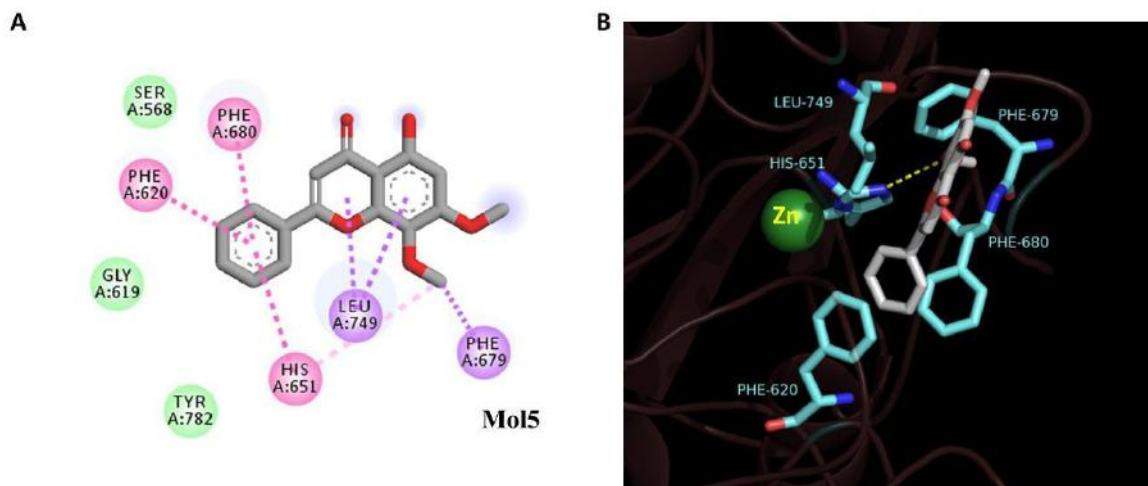 A
SER
A:568
PHE
A:680
PHE
A:620
GLY
A:619
LEU
A:749
PHE
A:679
HIS
A:651
TYR
A:782
Mol5
B
LEU-749
PHE-679
HIS-651
Zn
PHE-680
PHE-620